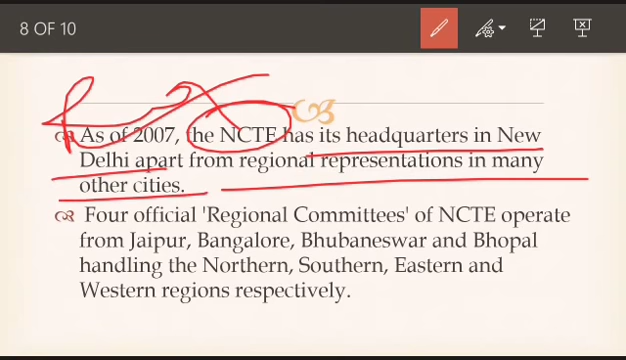 8 OF 10
As of 2007, the NCTE has its headquarters in New
Delhi apart from regional representations in many
other cities.
Four official 'Regional Committees' of NCTE operate
from Jaipur, Bangalore, Bhubaneswar and Bhopal
handling the Northern, Southern, Eastern and
Western regions respectively.